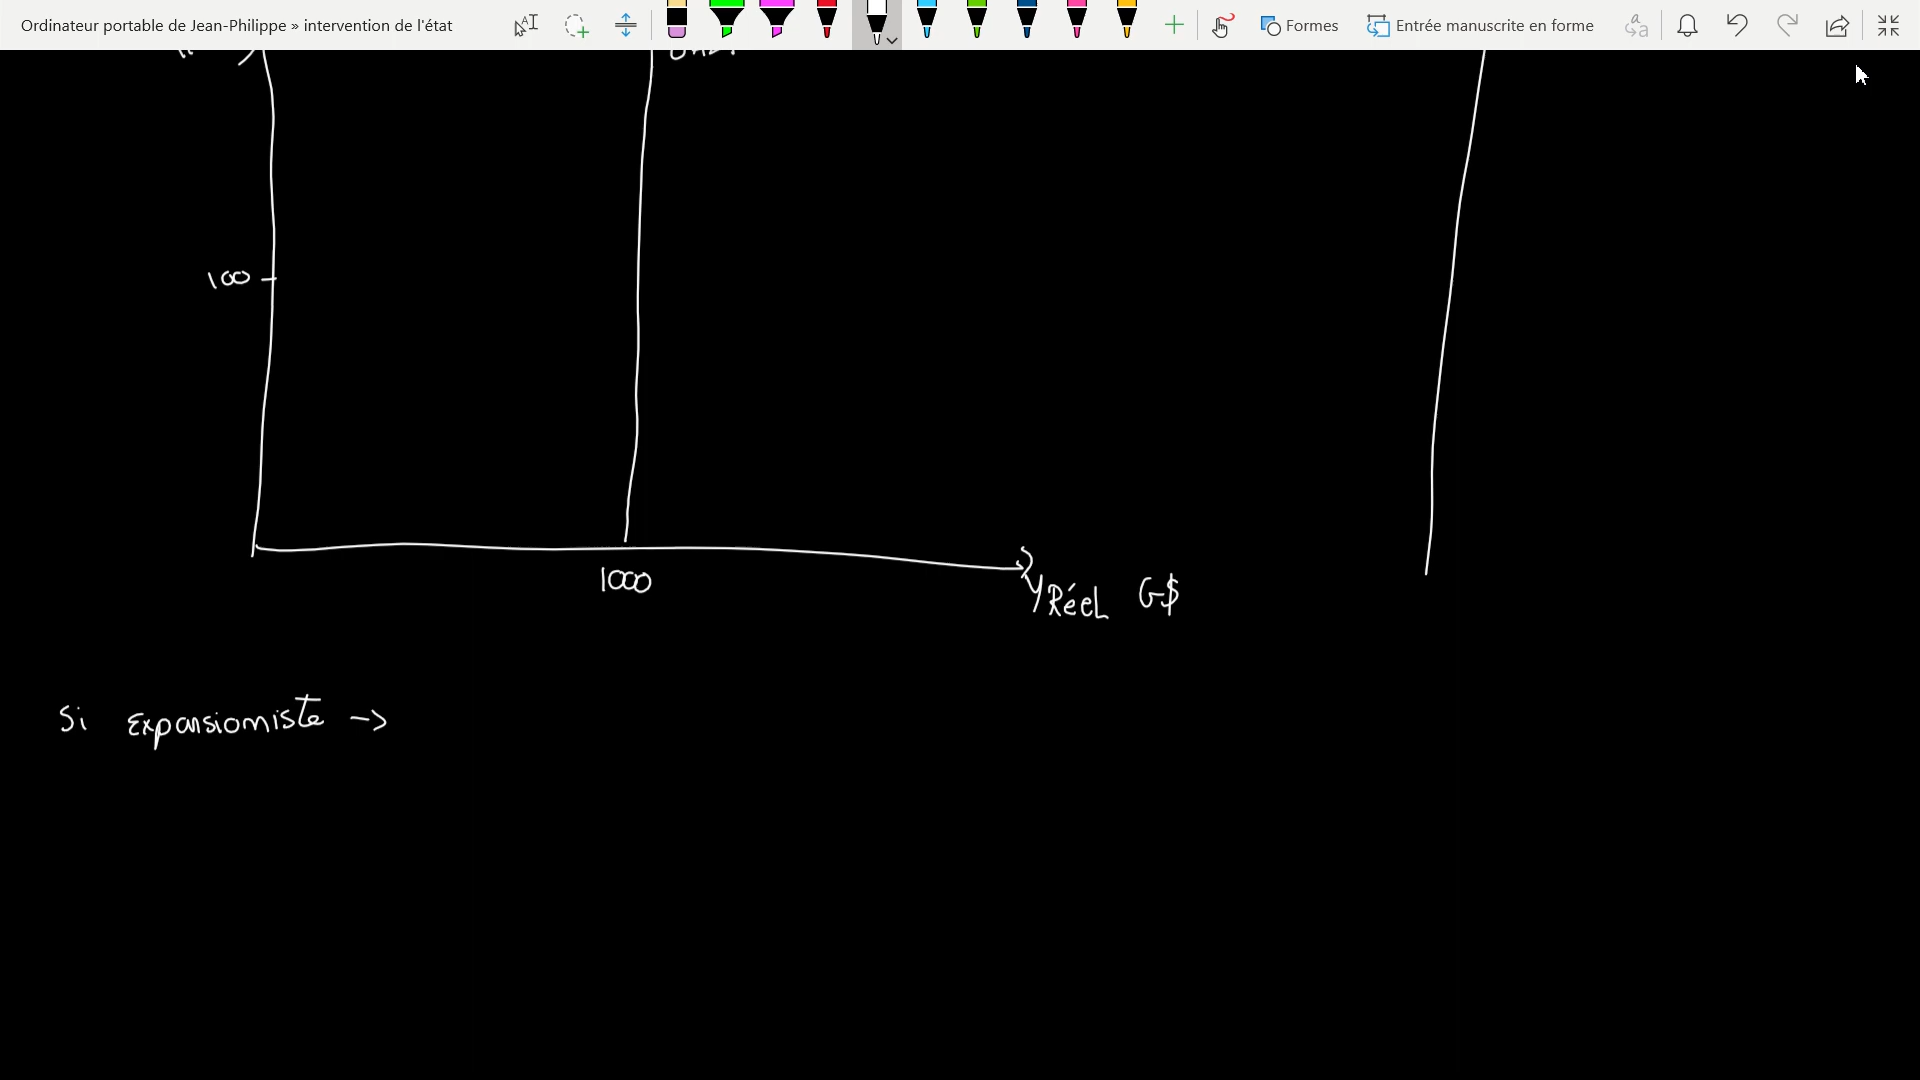 Ordinateur portable de Jean-Philippe » intervention de l'état
Formes
Entrée manuscrite en forme
100
1000
Y Réel G$
Si expansionniste ->